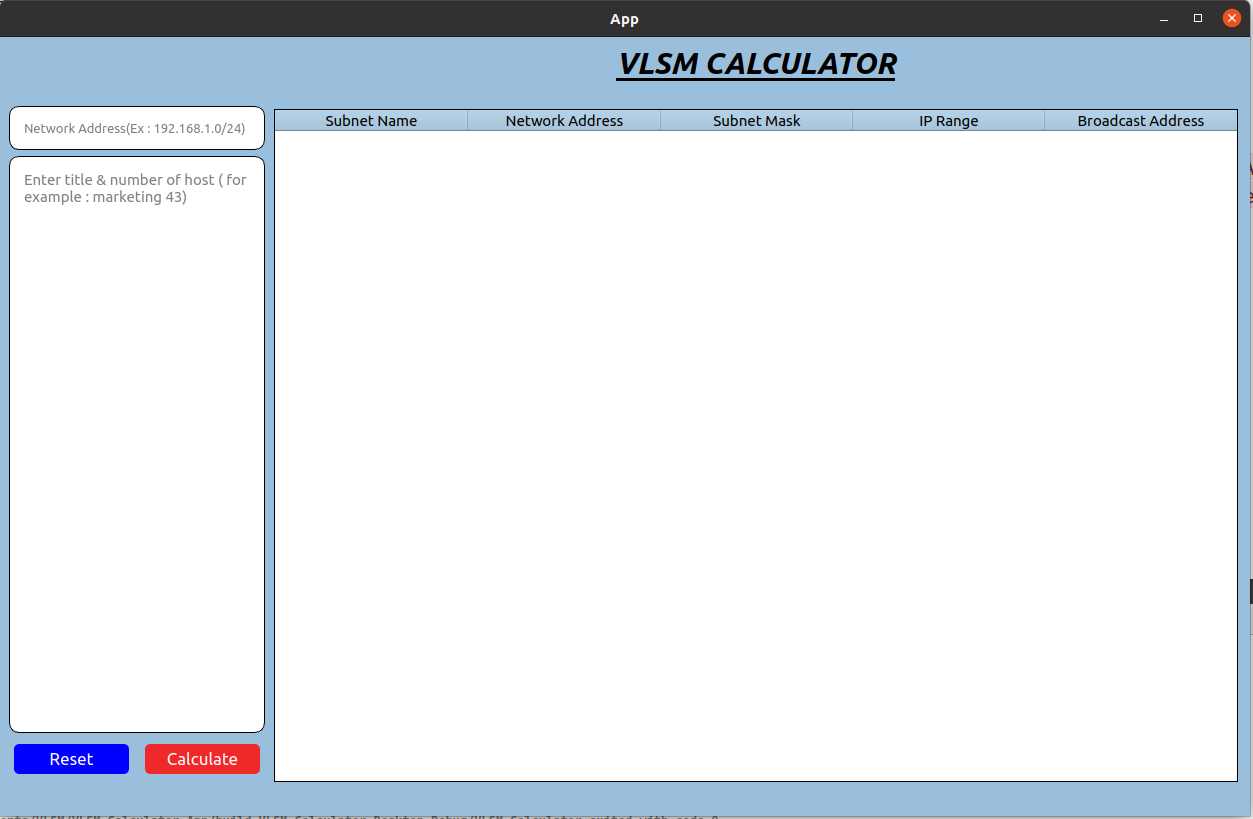 App
VLSM CALCULATOR
Network Address(Ex : 192.168.1.0/24)
Enter title & number of host ( for
example : marketing 43)
Subnet Name
Network Address
Subnet Mask
IP Range
Broadcast Address
Reset
Calculate